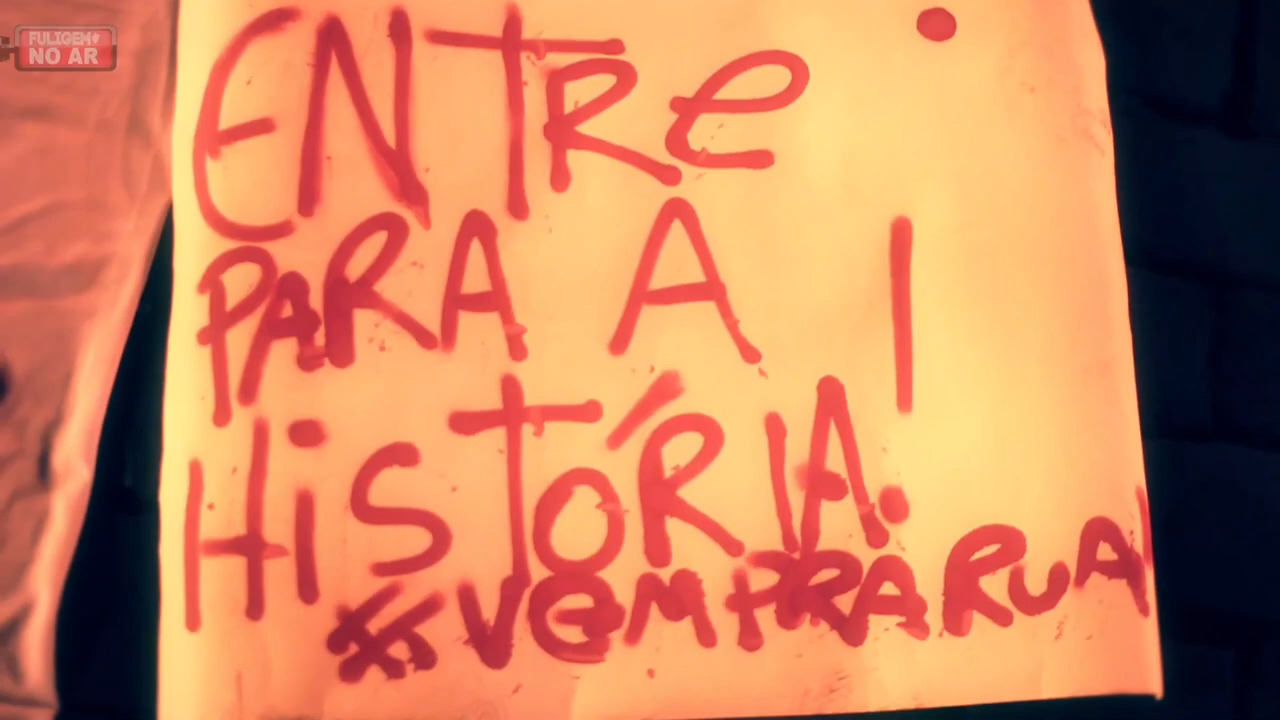 FULIGEM
NO AR
ENTRe
PARA A
HiSTÓRIA!
#VEMPRARUA!